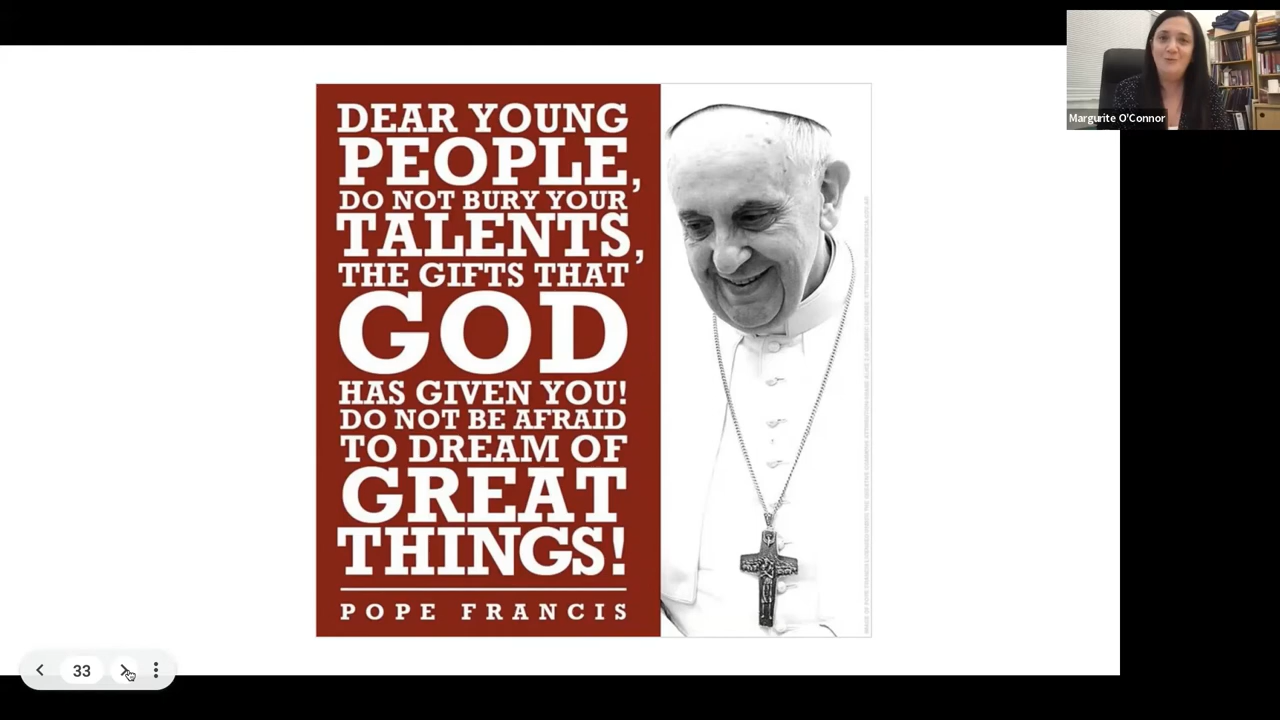 DEAR YOUNG
PEOPLE,
DO NOT BURY YOUR
TALENTS,
THE GIFTS THAT
GOD
HAS GIVEN YOU!
DO NOT BE AFRAID
TO DREAM OF
GREAT
THINGS!
POPE FRANCIS
Margurite O'Connor
33